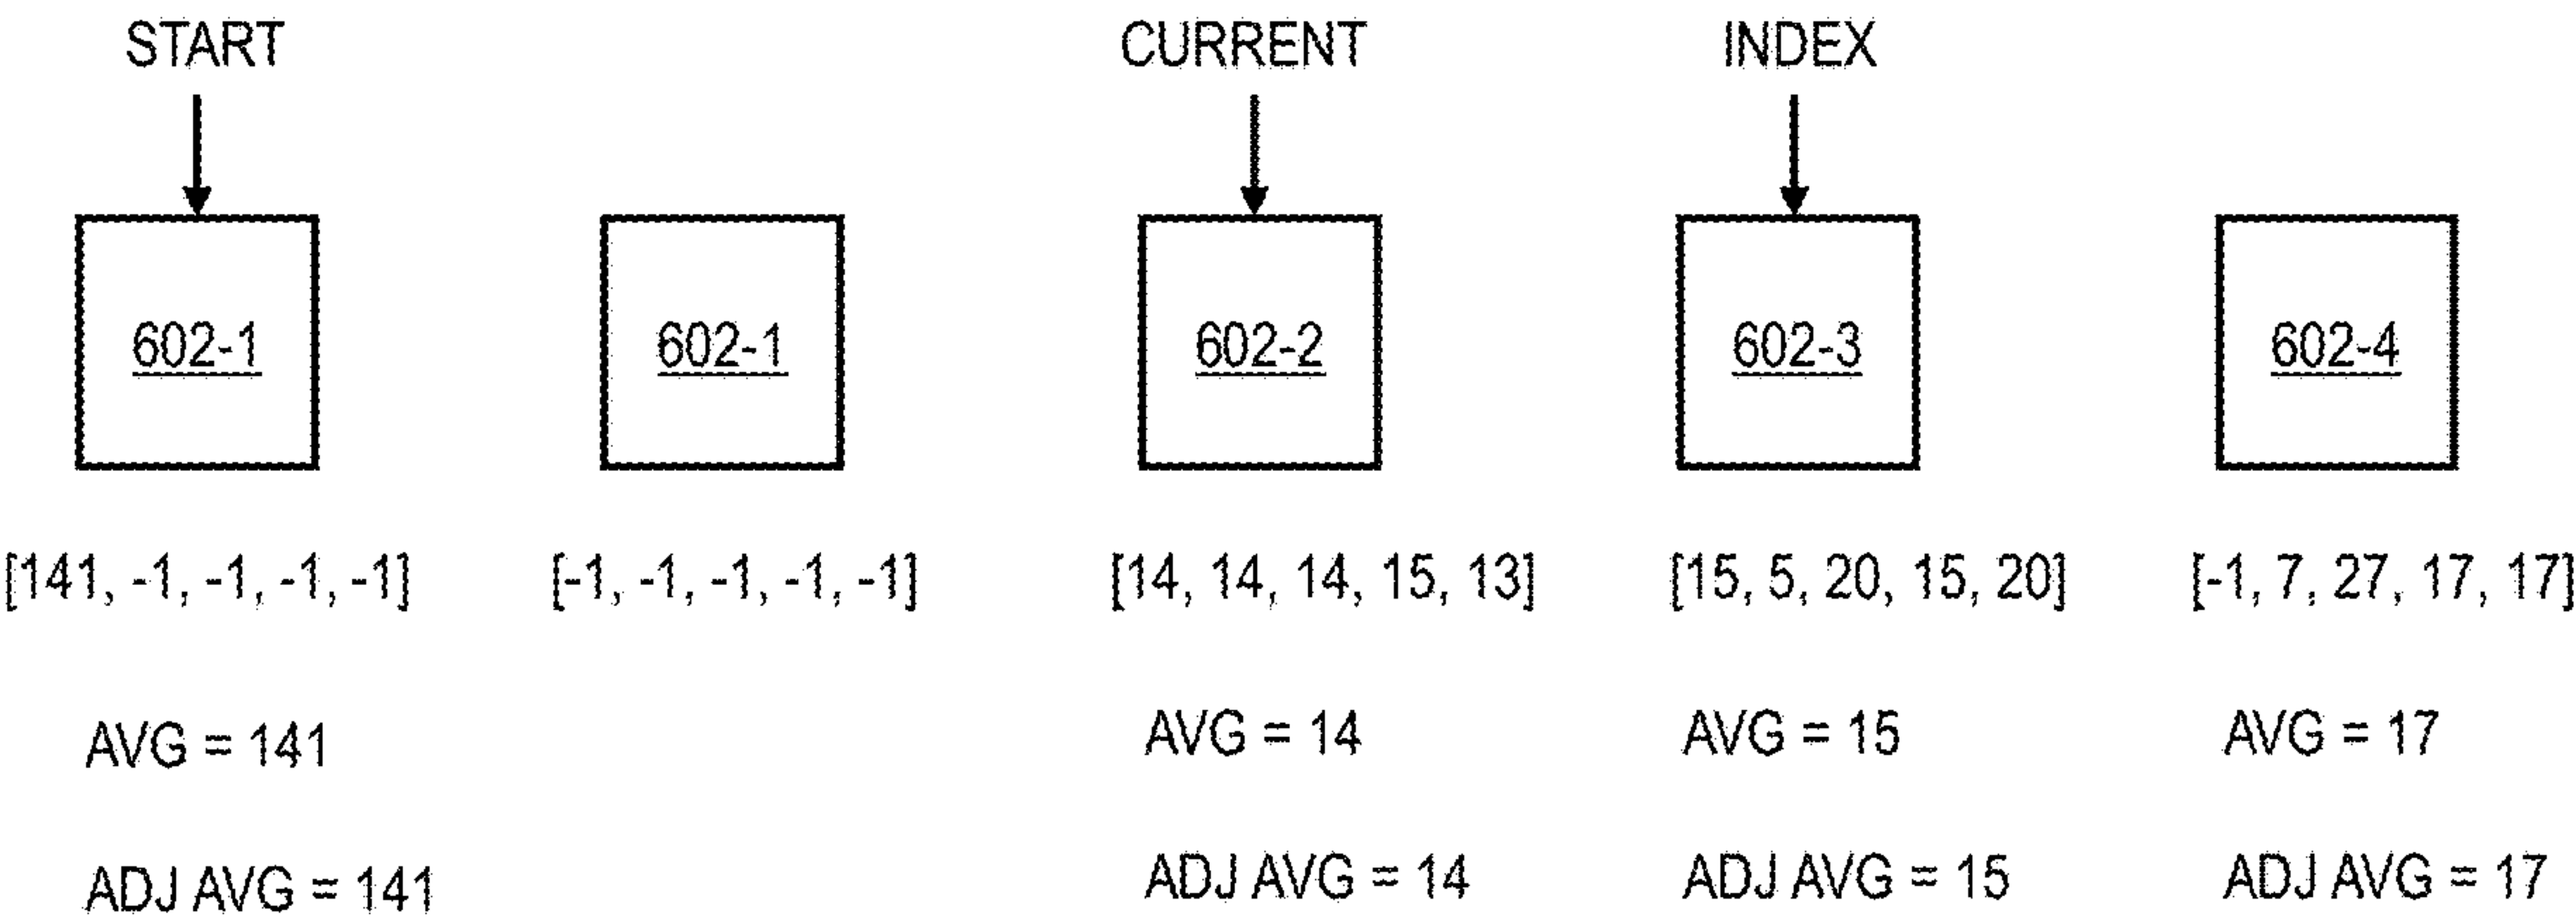 START CURRENT INDEX
602-1 602-1 602-2 602-3 602-4
[141, -1, -1, -1, -1] [-1, -1, -1, -1, -1] [14, 14, 14, 15, 13] [15, 5, 20, 15, 20] [-1, 7, 27, 17, 17]
AVG = 141 AVG = 14 AVG = 15 AVG = 17
ADJ AVG = 141 ADJ AVG = 14 ADJ AVG = 15 ADJ AVG = 17